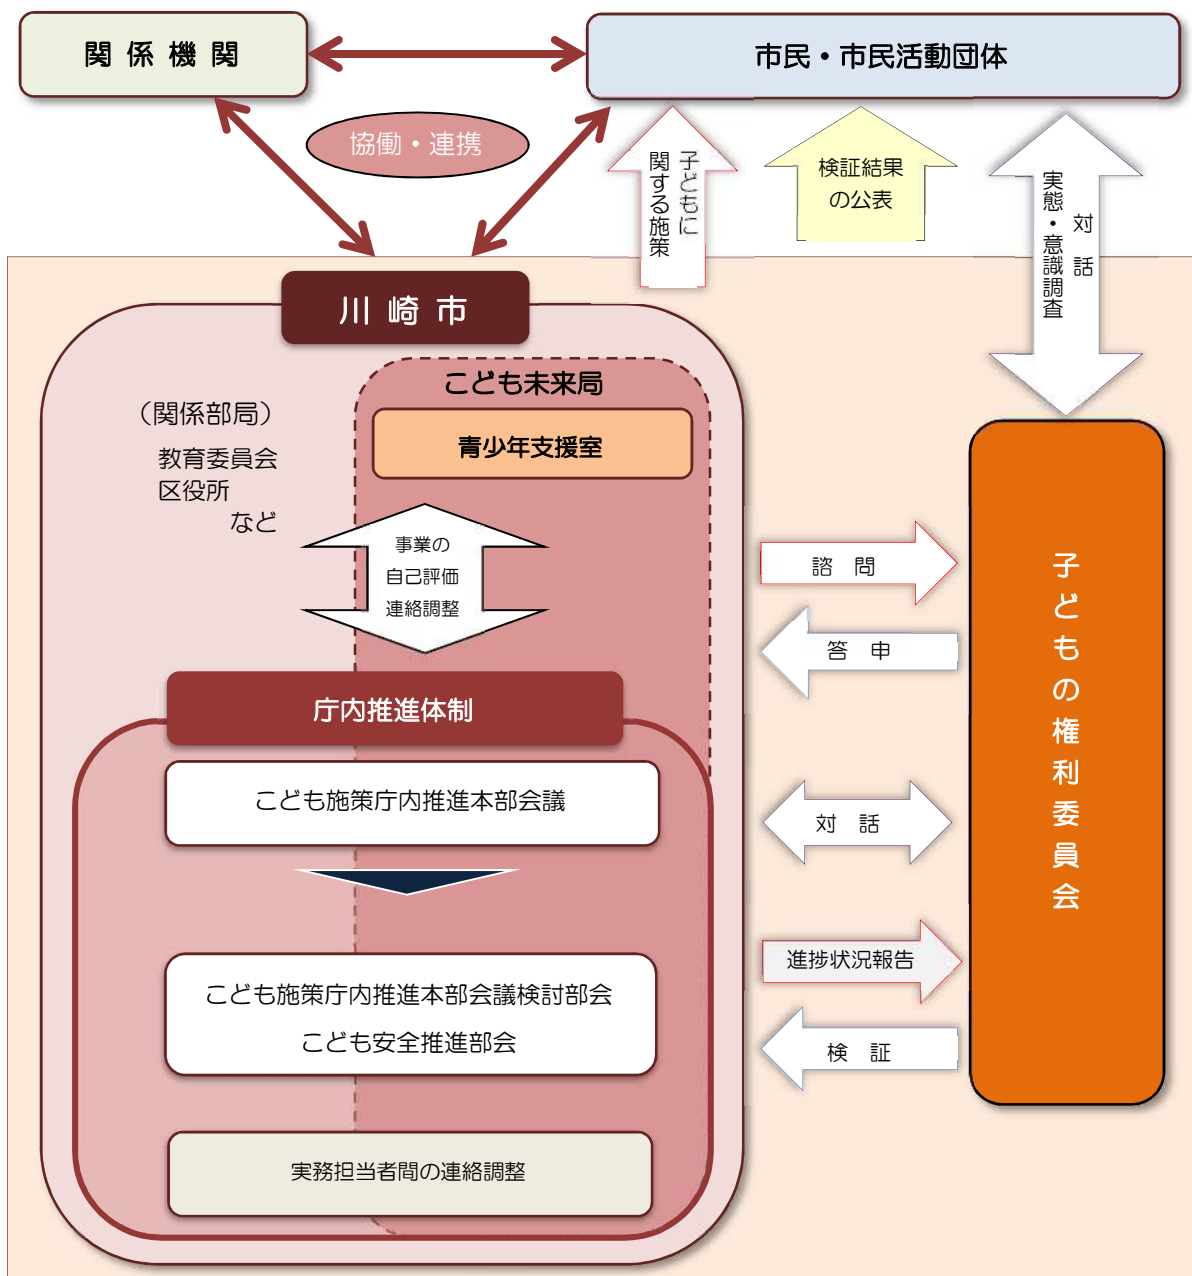 関係機関
市民・市民活動団体
協働・連携
子どもに
関する施策
検証結果
の公表
対話
実態・意識調査
川崎市
こども未来局
青少年支援室
(関係部局)
教育委員会
区役所
など
事業の
自己評価
連絡調整
諮問
答申
子どもの権利委員会
庁内推進体制
こども施策庁内推進本部会議
対話
こども施策庁内推進本部会議検討部会
こども安全推進部会
進捗状況報告
検証
実務担当者間の連絡調整